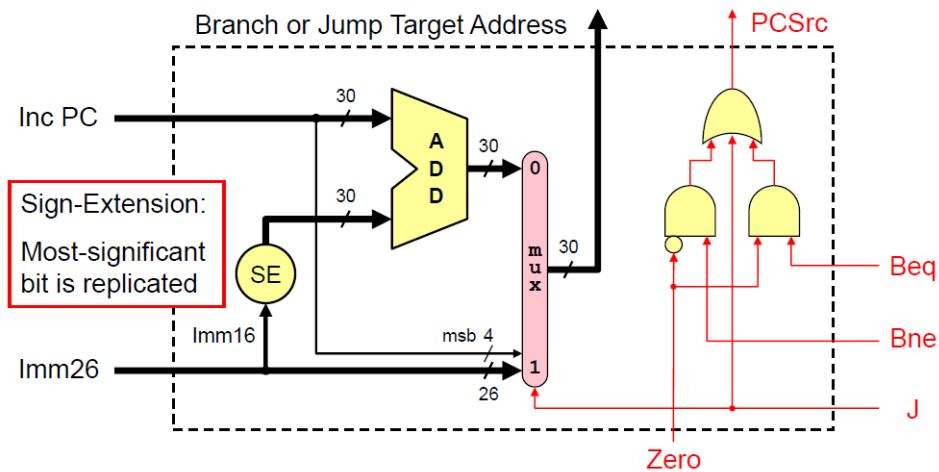 Branch or Jump Target Address
PCSrc
Inc PC
30
A
D
D
30
30
0
Sign-Extension:
Most-significant
bit is replicated
SE
m
u
x
30
Imm16
msb 4
Imm26
1
26
Beq
Bne
J
Zero